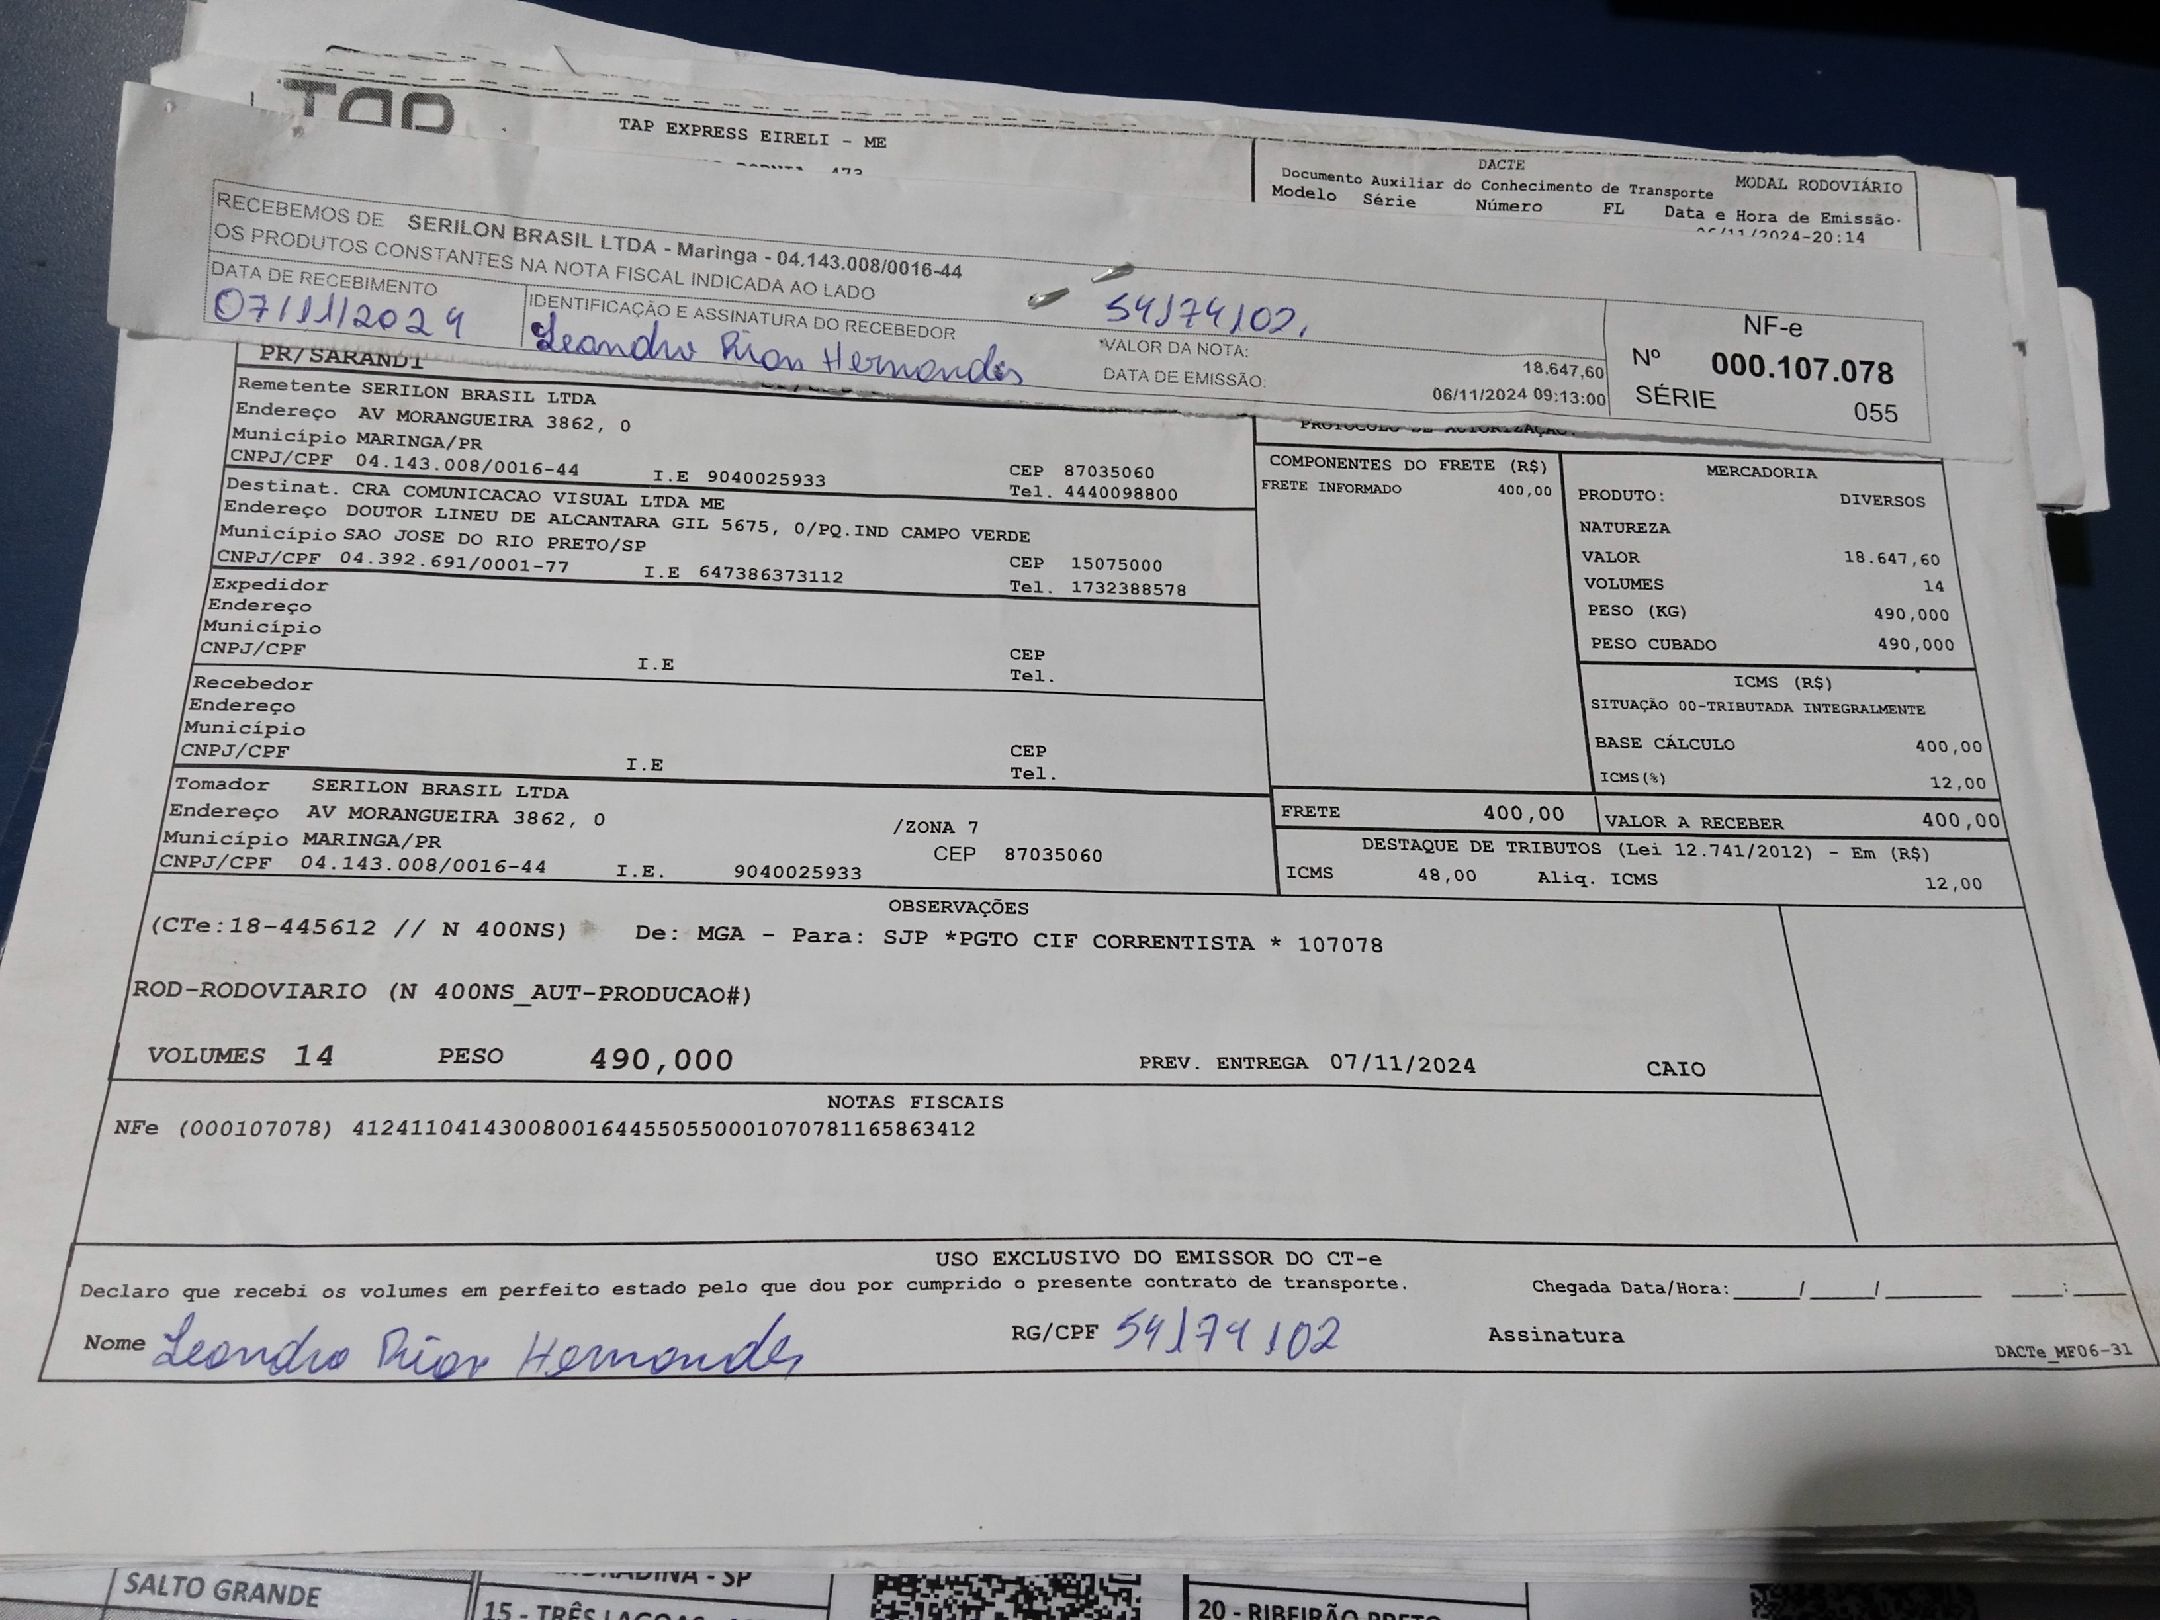 TAP
TAP EXPRESS EIRELI - ME
DACTE
Documento Auxiliar do Conhecimento de Transporte
MODAL RODOVIÁRIO
Modelo Série Número FL Data e Hora de Emissão
06/11/2024-20:14
RECEBEMOS DE SERILON BRASIL LTDA - Maringa - 04.143.008/0016-44
OS PRODUTOS CONSTANTES NA NOTA FISCAL INDICADA AO LADO
DATA DE RECEBIMENTO
07/11/2024
IDENTIFICAÇÃO E ASSINATURA DO RECEBEDOR
Leandro Rion Hernandes
54174102
VALOR DA NOTA: 18.647,60
DATA DE EMISSÃO: 06/11/2024 09:13:00
NF-e
Nº 000.107.078
SÉRIE 055
PR/SARANDI
PROTOCOLO DE AUTORIZAÇÃO:
Remetente SERILON BRASIL LTDA
Endereço AV MORANGUEIRA 3862, 0
Município MARINGA/PR CEP 87035060
CNPJ/CPF 04.143.008/0016-44 I.E 9040025933 Tel. 4440098800
Destinat. CRA COMUNICACAO VISUAL LTDA ME
Endereço DOUTOR LINEU DE ALCANTARA GIL 5675, 0/PQ.IND CAMPO VERDE
Município SAO JOSE DO RIO PRETO/SP CEP 15075000
CNPJ/CPF 04.392.691/0001-77 I.E 647386373112 Tel. 1732388578
Expedidor
Endereço
Município CEP
CNPJ/CPF I.E Tel.
Recebedor
Endereço
Município CEP
CNPJ/CPF I.E Tel.
Tomador SERILON BRASIL LTDA
Endereço AV MORANGUEIRA 3862, 0 /ZONA 7
Município MARINGA/PR CEP 87035060
CNPJ/CPF 04.143.008/0016-44 I.E. 9040025933
COMPONENTES DO FRETE (R$)
FRETE INFORMADO 400,00
MERCADORIA
PRODUTO: DIVERSOS
NATUREZA
VALOR 18.647,60
VOLUMES 14
PESO (KG) 490,000
PESO CUBADO 490,000
ICMS (R$)
SITUAÇÃO 00-TRIBUTADA INTEGRALMENTE
BASE CÁLCULO 400,00
ICMS(%) 12,00
FRETE 400,00 VALOR A RECEBER 400,00
DESTAQUE DE TRIBUTOS (Lei 12.741/2012) - Em (R$)
ICMS 48,00 Aliq. ICMS 12,00
OBSERVAÇÕES
(CTe:18-445612 // N 400NS) De: MGA - Para: SJP *PGTO CIF CORRENTISTA * 107078
ROD-RODOVIARIO (N 400NS_AUT-PRODUCAO#)
VOLUMES 14 PESO 490,000 PREV. ENTREGA 07/11/2024 CAIO
NOTAS FISCAIS
NFe (000107078) 41241104143008001644550550001070781165863412
USO EXCLUSIVO DO EMISSOR DO CT-e
Declaro que recebi os volumes em perfeito estado pelo que dou por cumprido o presente contrato de transporte. Chegada Data/Hora:_____/_____/________ ____:____
Nome Leandro Rion Hernandes RG/CPF 54174102 Assinatura
DACTe_MF06-31
SALTO GRANDE
15 - TRÊS LAGOAS
20 - RIBEIRÃO PRETO